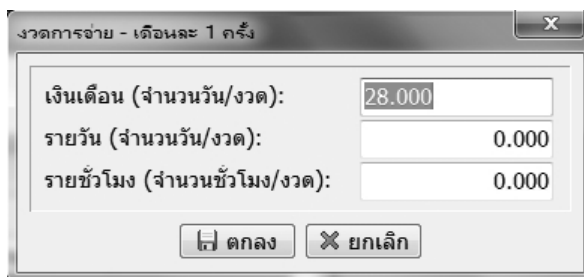 งวดการจ่าย - เดือนละ 1 ครั้ง
เงินเดือน (จำนวนวัน/งวด): 28.000
รายวัน (จำนวนวัน/งวด): 0.000
รายชั่วโมง (จำนวนชั่วโมง/งวด): 0.000
ตกลง ยกเลิก